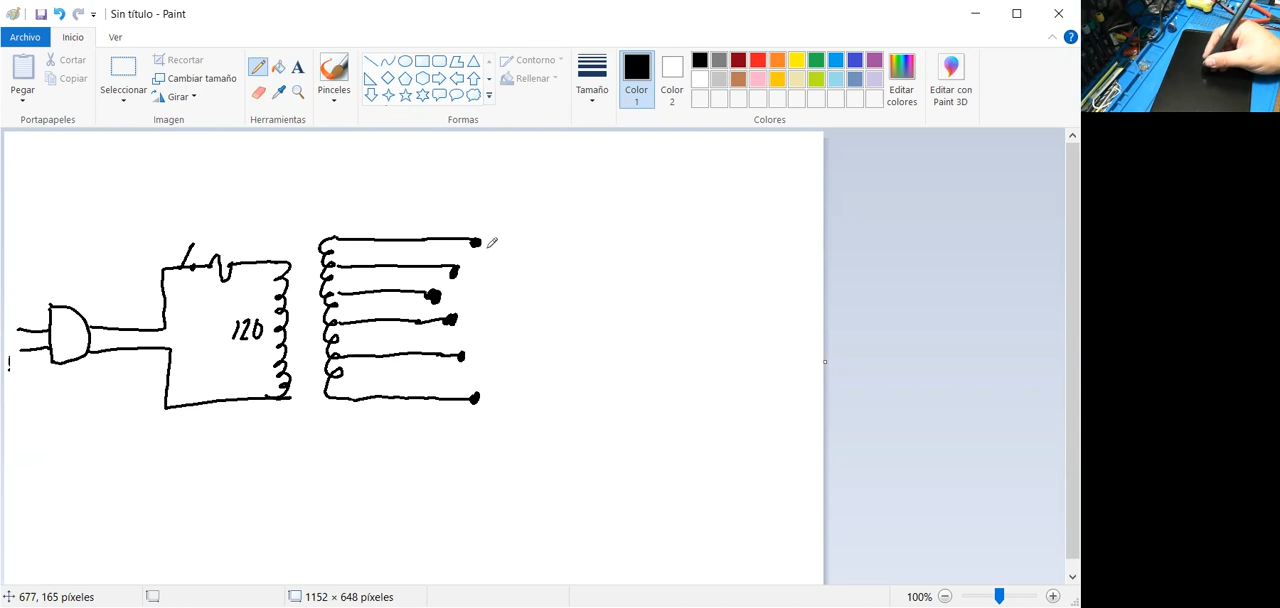 Sin título - Paint
Archivo
Inicio
Ver
Pegar
Cortar
Copiar
Portapapeles
Seleccionar
Recortar
Cambiar tamaño
Girar
Imagen
A
Herramientas
Pinceles
Contorno
Rellenar
Formas
Tamaño
Color 1
Color 2
Editar colores
Editar con Paint 3D
Colores
120
!
677, 165 píxeles
1152 × 648 píxeles
100%